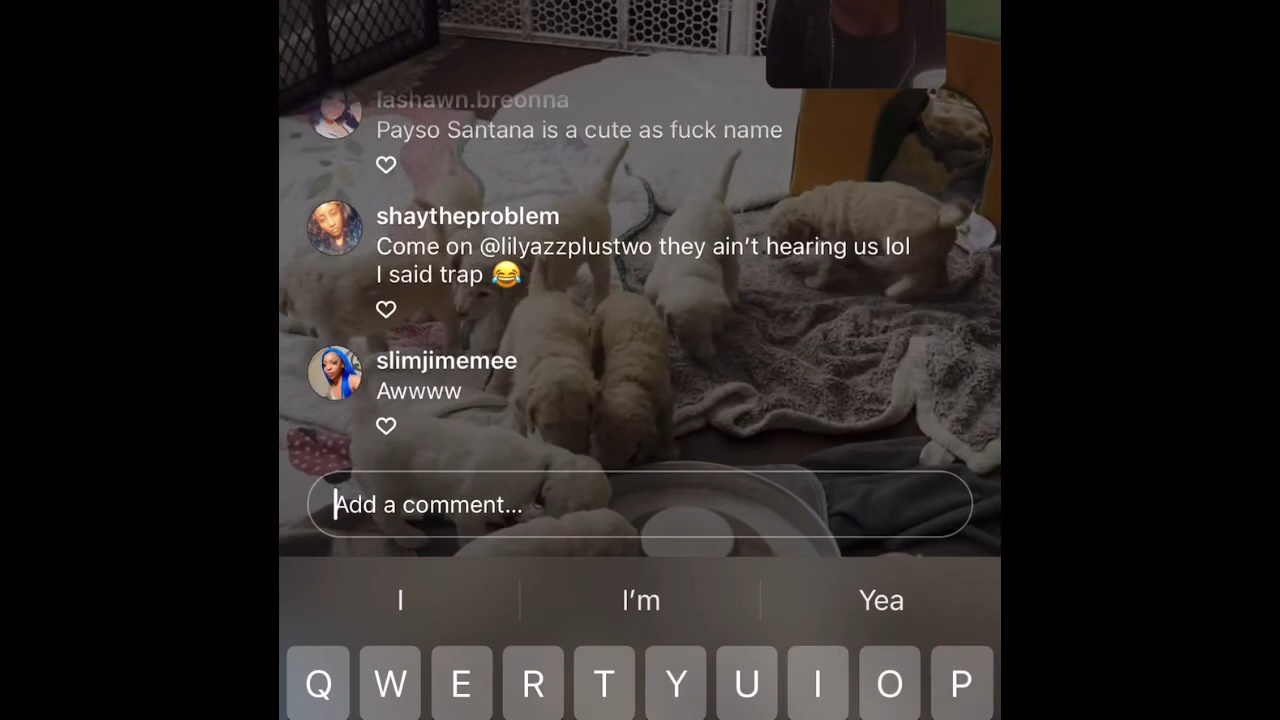 lashawn.breonna
Payso Santana is a cute as fuck name
shaytheproblem
Come on @lilyazzplustwo they ain’t hearing us lol
I said trap 😂
slimjimemee
Awwww
Add a comment...
I I’m Yea
Q W E R T Y U I O P